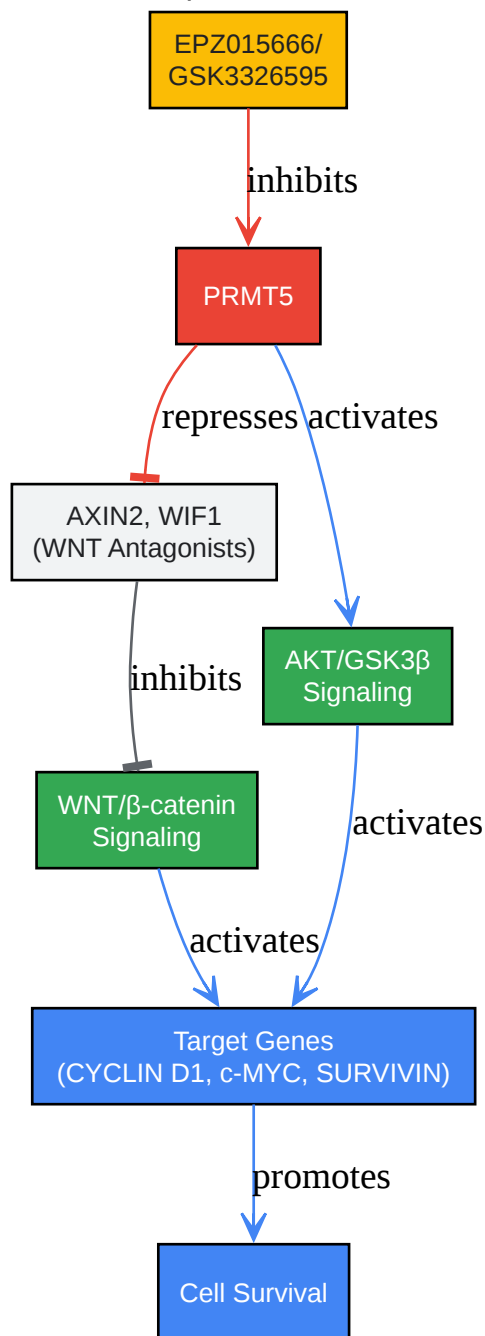 EPZ015666/
GSK3326595
inhibits
PRMT5
represses
activates
AXIN2, WIF1
(WNT Antagonists)
AKT/GSK3β
Signaling
inhibits
WNT/β-catenin
Signaling
activates
activates
Target Genes
(CYCLIN D1, c-MYC, SURVIVIN)
promotes
Cell Survival